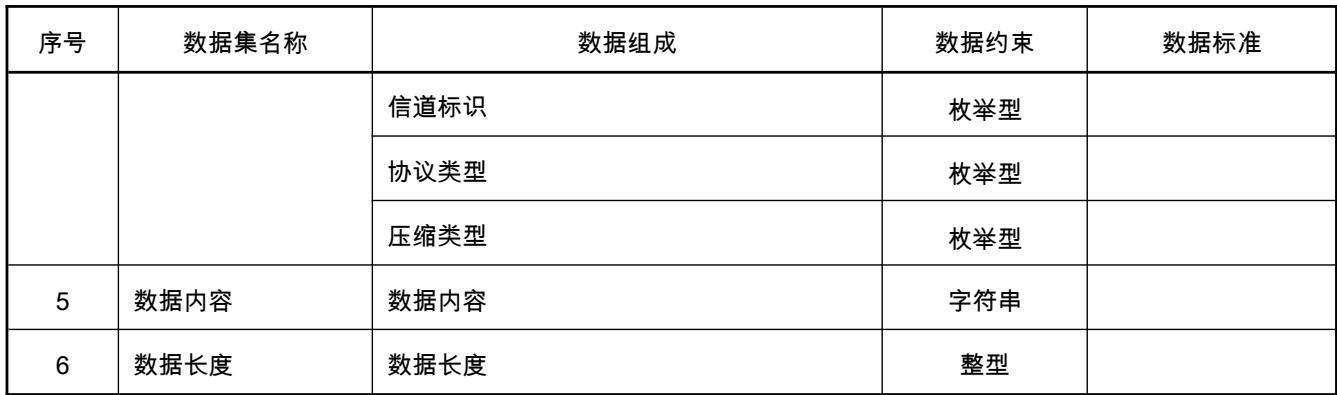 序号 数据集名称 数据组成 数据约束 数据标准
信道标识 枚举型
协议类型 枚举型
压缩类型 枚举型
5 数据内容 数据内容 字符串
6 数据长度 数据长度 整型